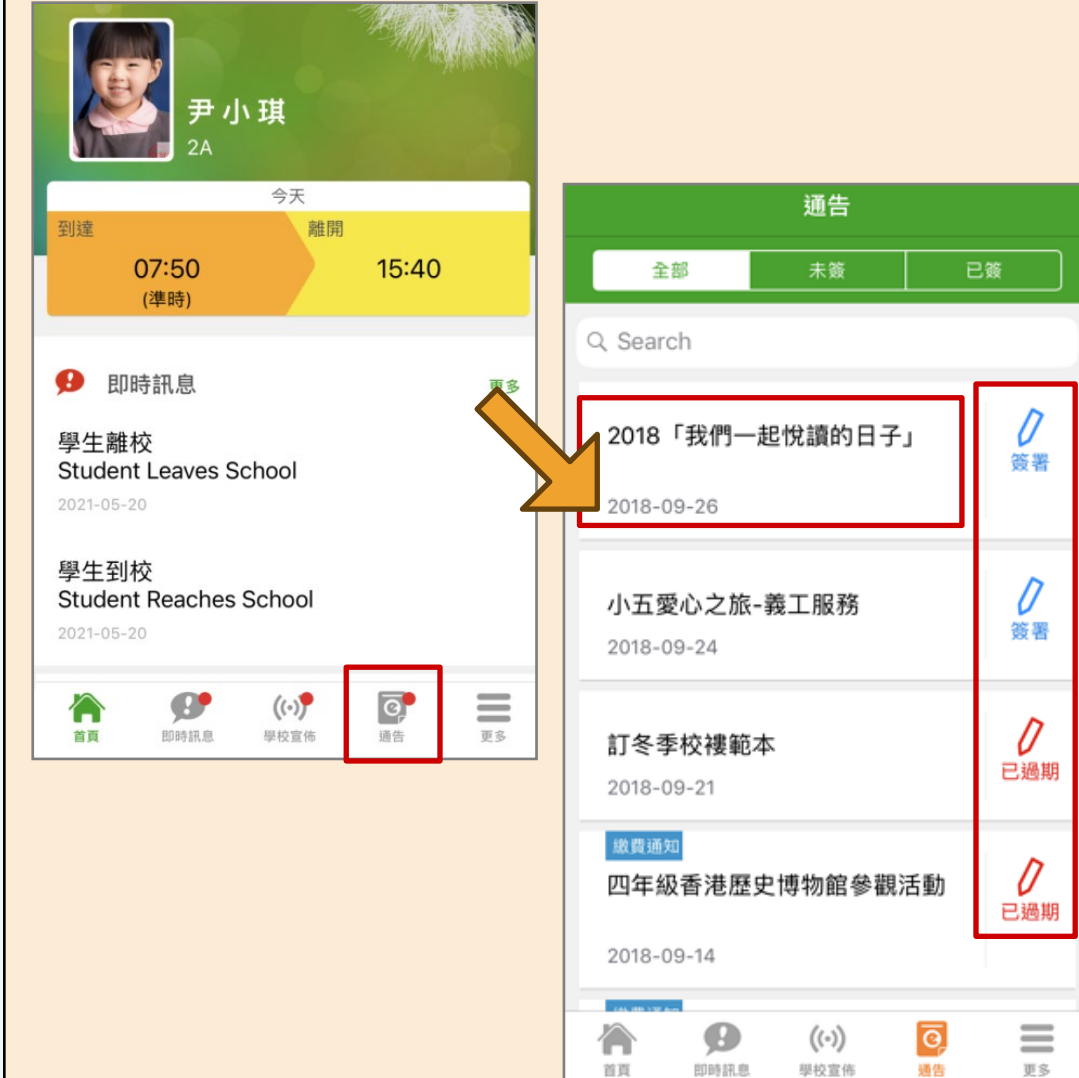 尹小琪
2A
今天
到達
離開
07:50
15:40
(準時)
即時訊息
更多
學生離校
Student Leaves School
2021-05-20
學生到校
Student Reaches School
2021-05-20
首頁
即時訊息
學校宣佈
通告
更多
通告
全部
未簽
已簽
Search
2018「我們一起悅讀的日子」
簽署
2018-09-26
小五愛心之旅-義工服務
簽署
2018-09-24
訂冬季校褸範本
已過期
2018-09-21
繳費通知
四年級香港歷史博物館參觀活動
已過期
2018-09-14
首頁
即時訊息
學校宣佈
通告
更多